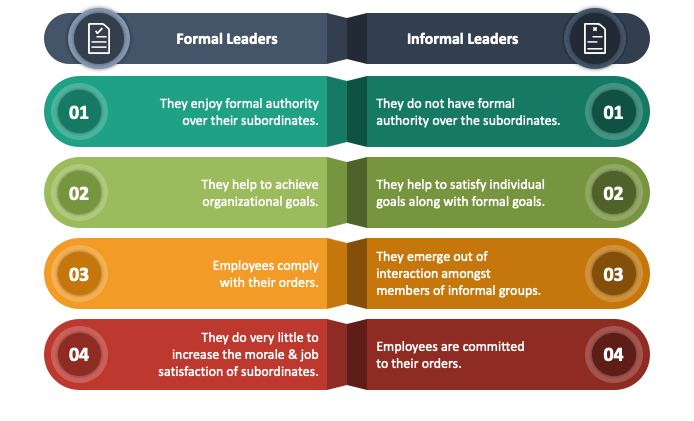 Formal Leaders
Informal Leaders
01
They enjoy formal authority
over their subordinates.
They do not have formal
authority over the subordinates.
01
02
They help to achieve
organizational goals.
They help to satisfy individual
goals along with formal goals.
02
03
Employees comply
with their orders.
They emerge out of
interaction amongst
members of informal groups.
03
04
They do very little to
increase the morale & job
satisfaction of subordinates.
Employees are committed
to their orders.
04